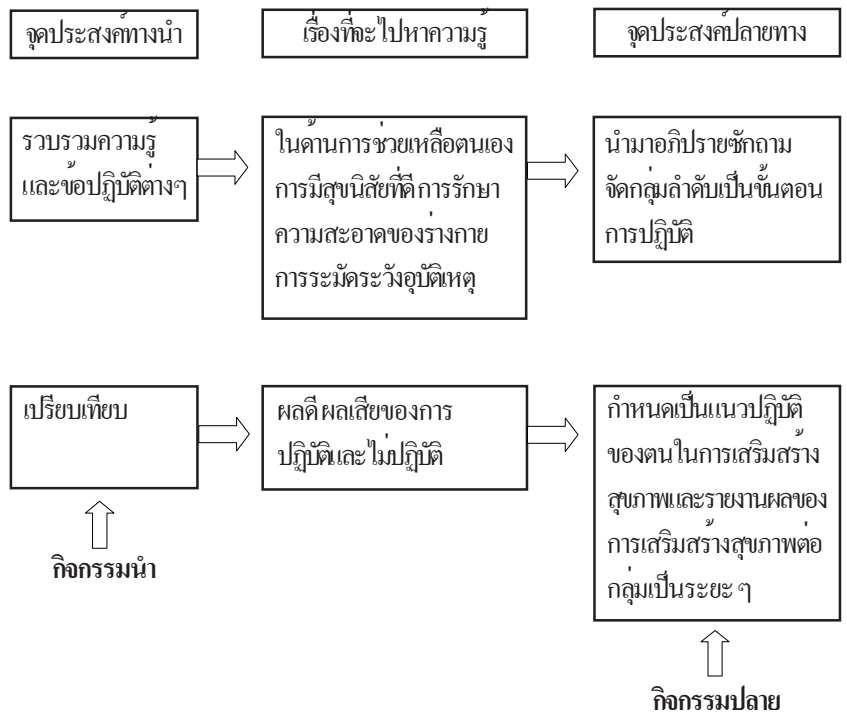 จุดประสงค์ทางนำ
เรื่องที่จะไปหาความรู้
จุดประสงค์ปลายทาง
รวบรวมความรู้
และข้อปฏิบัติต่างๆ
ในด้านการช่วยเหลือตนเอง
การมีสุขนิสัยที่ดี การรักษา
ความสะอาดของร่างกาย
การระมัดระวังอุบัติเหตุ
นำมาอภิปรายซักถาม
จัดกลุ่มลำดับเป็นขั้นตอน
การปฏิบัติ
เปรียบเทียบ
ผลดี ผลเสียของการ
ปฏิบัติและไม่ปฏิบัติ
กำหนดเป็นแนวปฏิบัติ
ของตนในการเสริมสร้าง
สุขภาพและรายงานผลของ
การเสริมสร้างสุขภาพต่อ
กลุ่มเป็นระยะ ๆ
กิจกรรมนำ
กิจกรรมปลาย